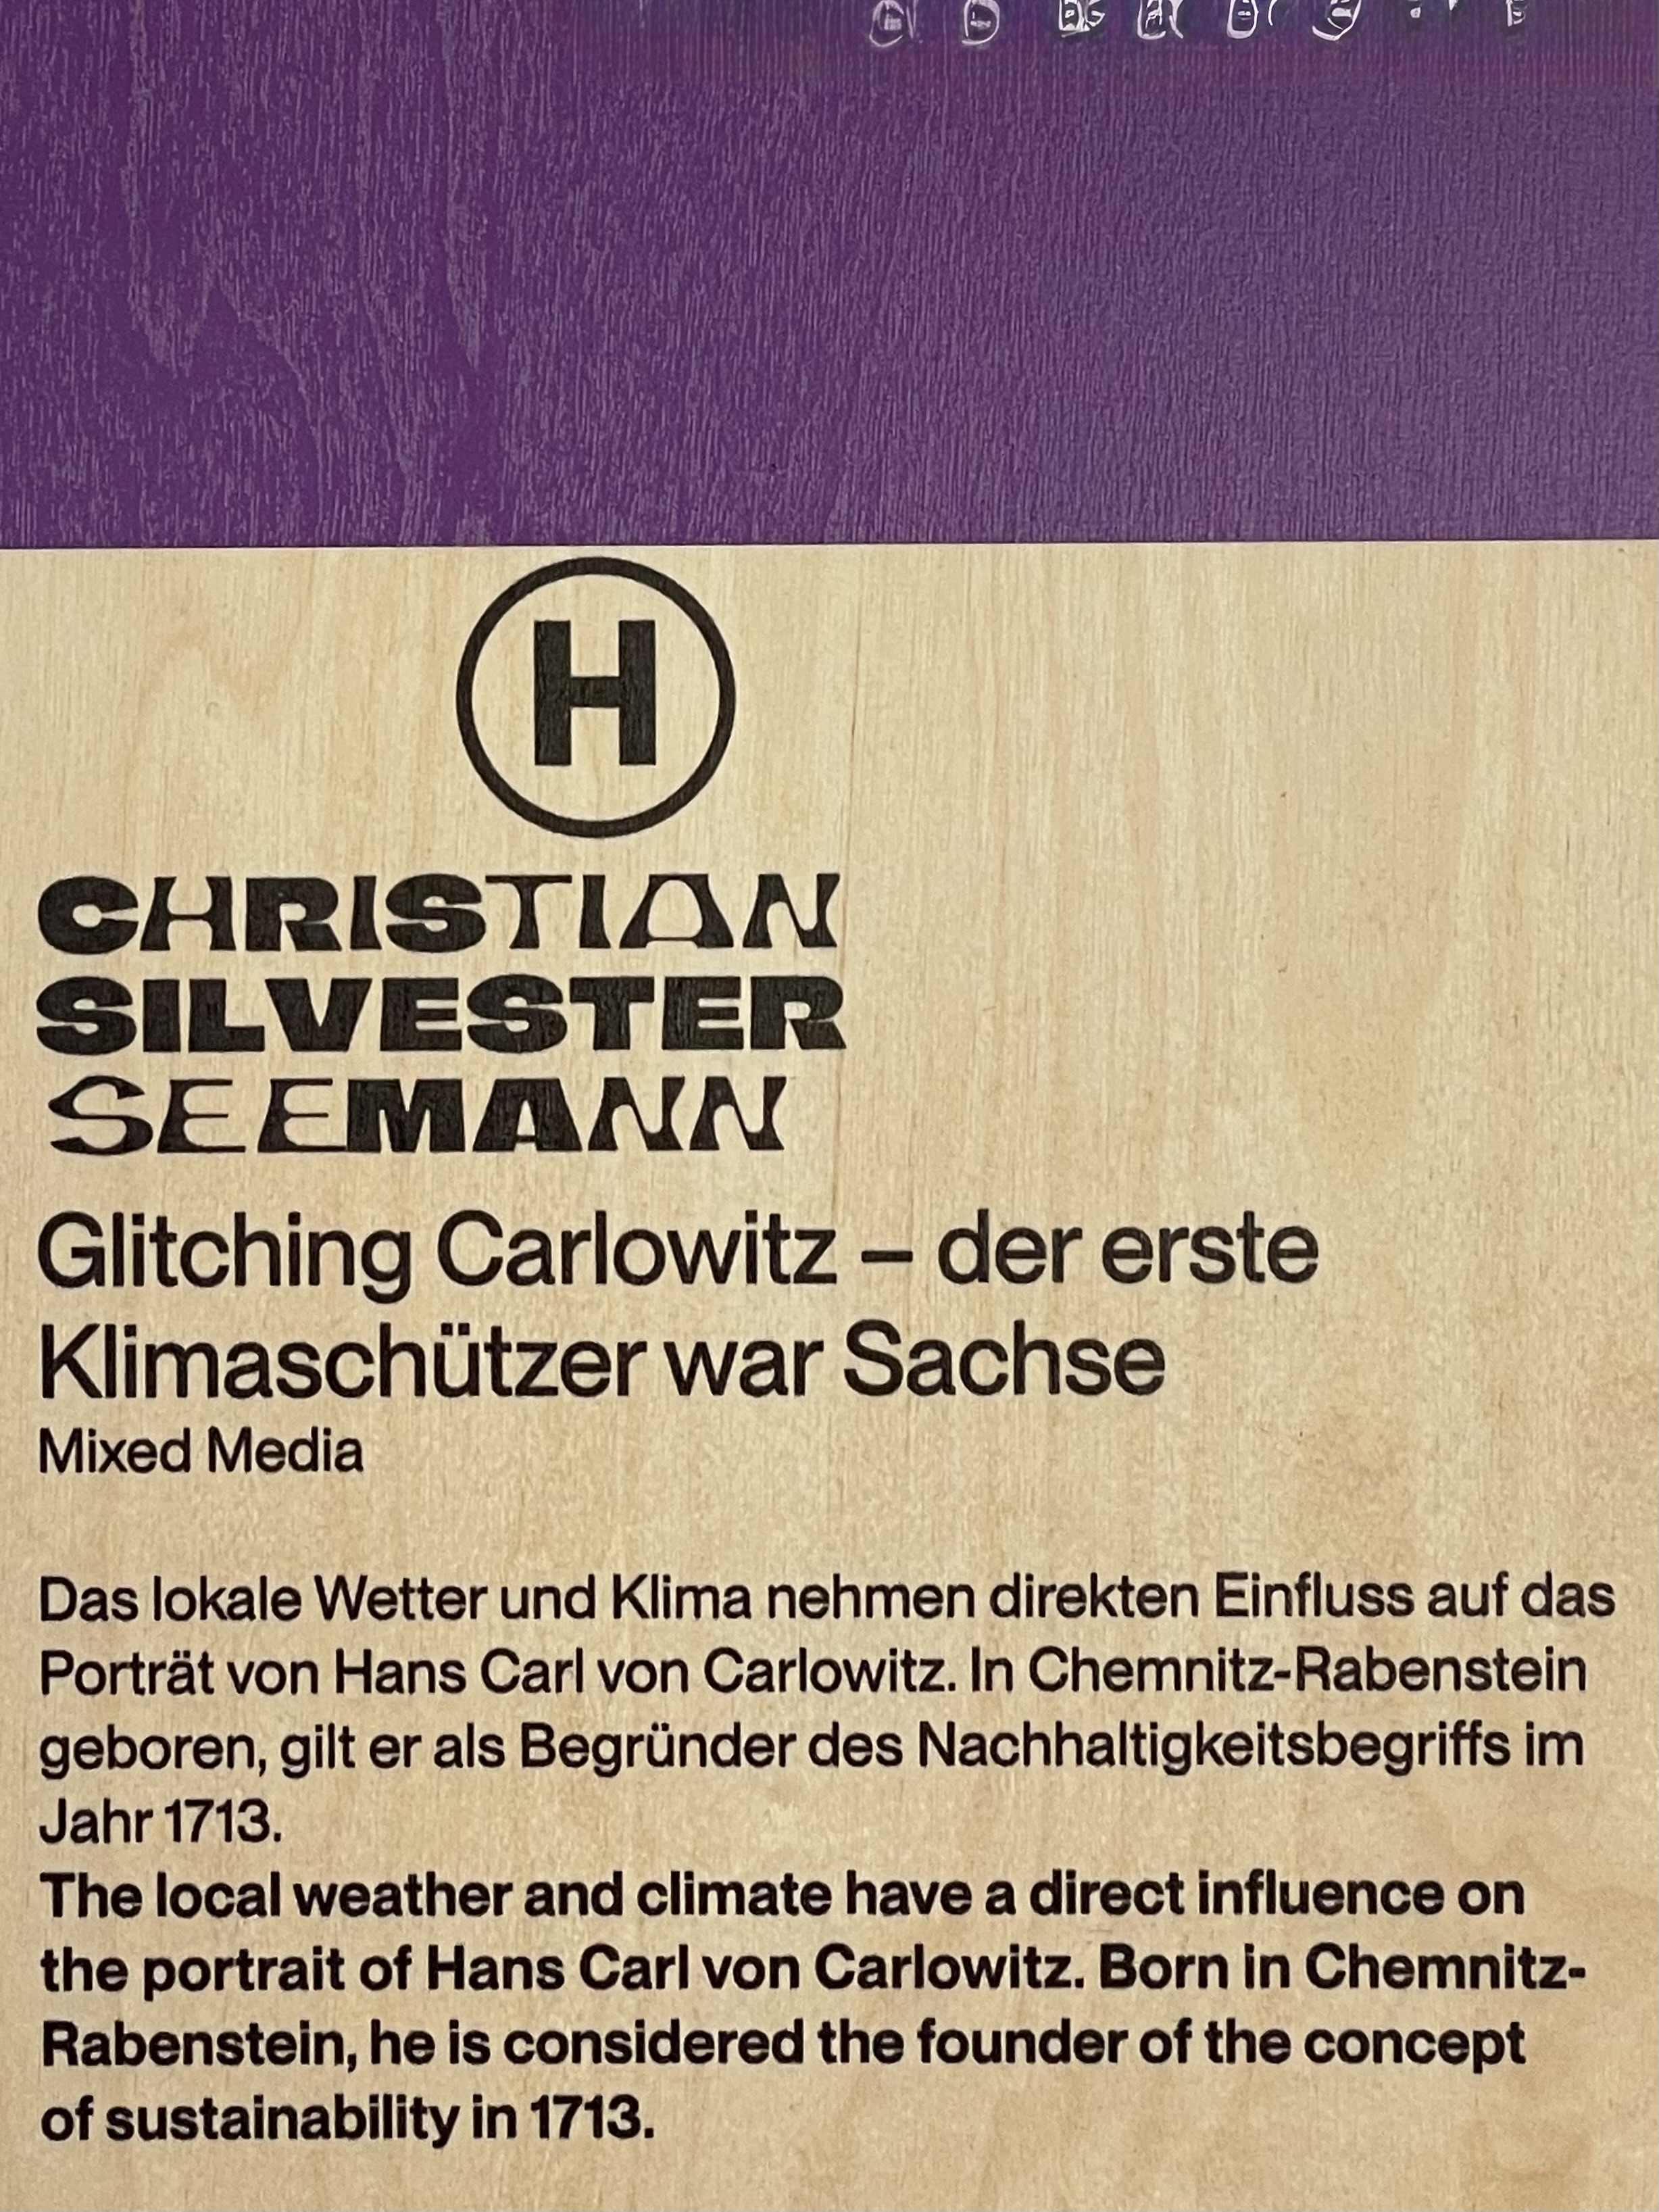 H
CHRISTIAN
SILVESTER
SEEMANN
Glitching Carlowitz – der erste
Klimaschützer war Sachse
Mixed Media
Das lokale Wetter und Klima nehmen direkten Einfluss auf das
Porträt von Hans Carl von Carlowitz. In Chemnitz-Rabenstein
geboren, gilt er als Begründer des Nachhaltigkeitsbegriffs im
Jahr 1713.
The local weather and climate have a direct influence on
the portrait of Hans Carl von Carlowitz. Born in Chemnitz-
Rabenstein, he is considered the founder of the concept
of sustainability in 1713.